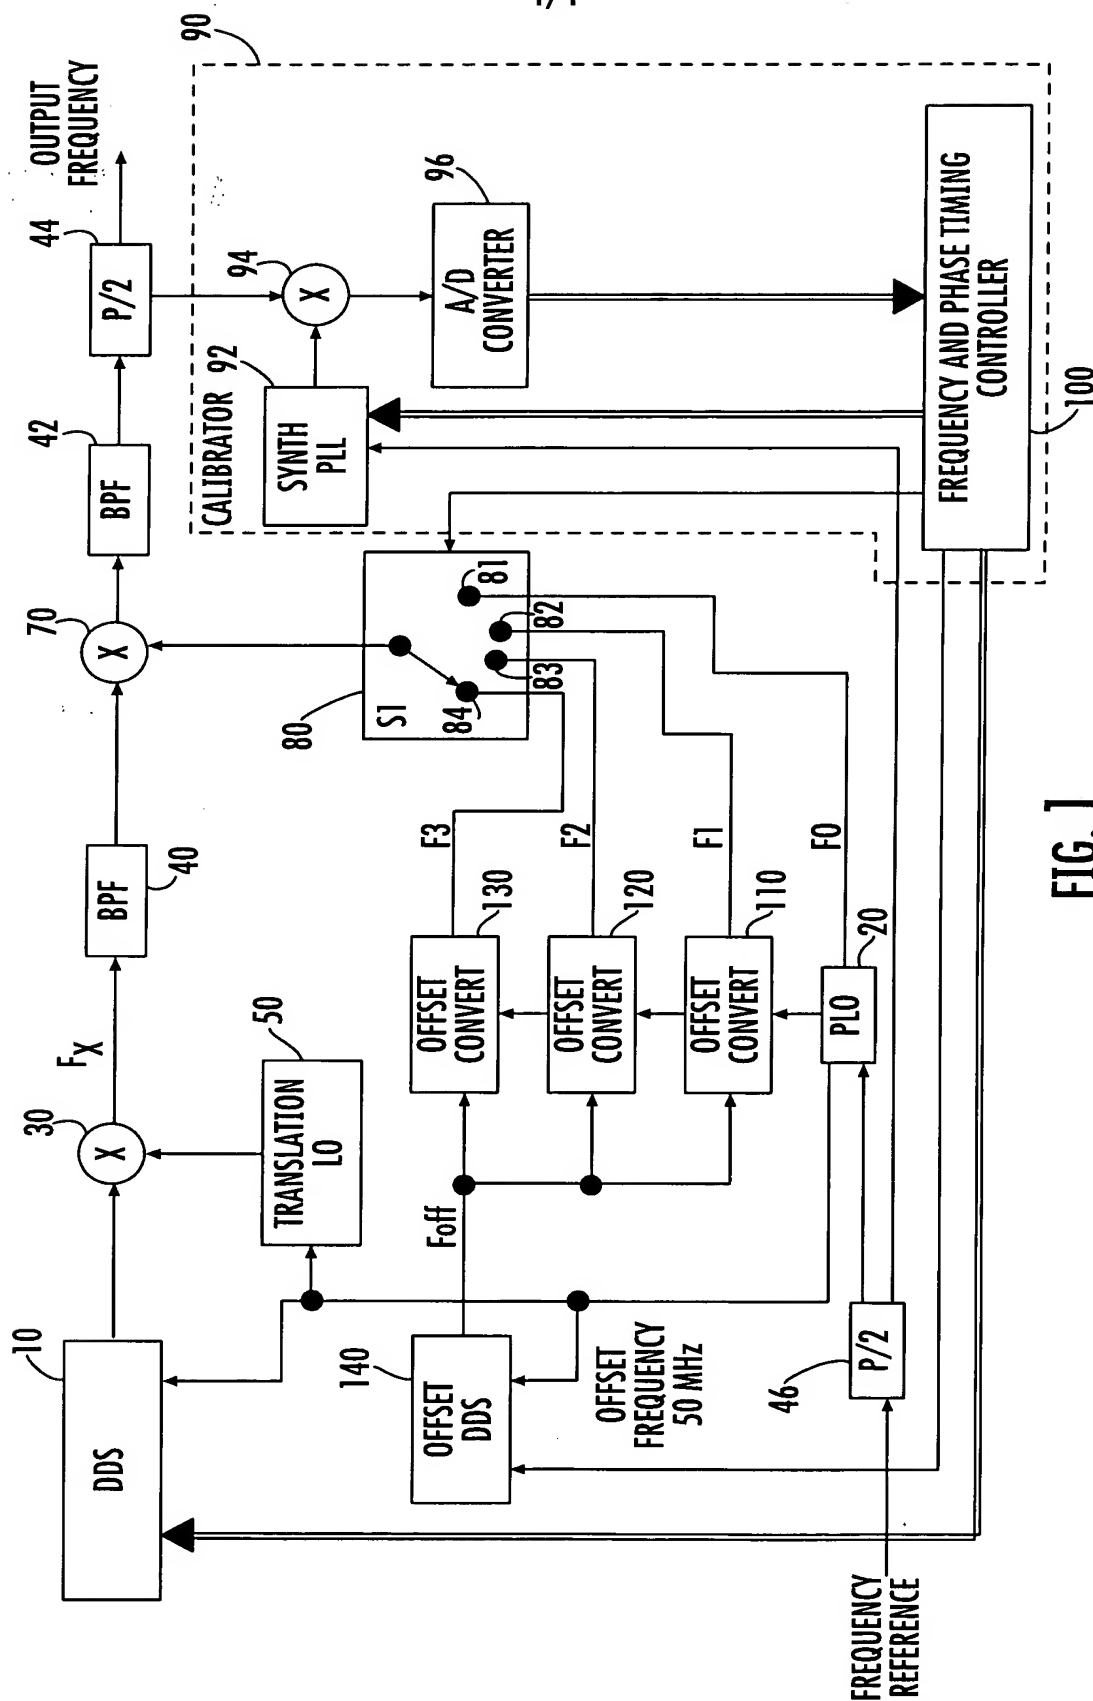 1/1
DDS
10
X
30
FX
BPF
40
X
70
BPF
42
P/2
44
OUTPUT
FREQUENCY
TRANSLATION
LO
50
80
S1
81
82
83
84
CALIBRATOR
90
SYNTH
PLL
92
X
94
A/D
CONVERTER
96
OFFSET
DDS
140
Foff
OFFSET
CONVERT
130
F3
OFFSET
CONVERT
120
F2
OFFSET
CONVERT
110
F1
OFFSET
FREQUENCY
50 MHz
PLO
20
F0
P/2
46
FREQUENCY
REFERENCE
FREQUENCY AND PHASE TIMING
CONTROLLER
100
FIG. 1